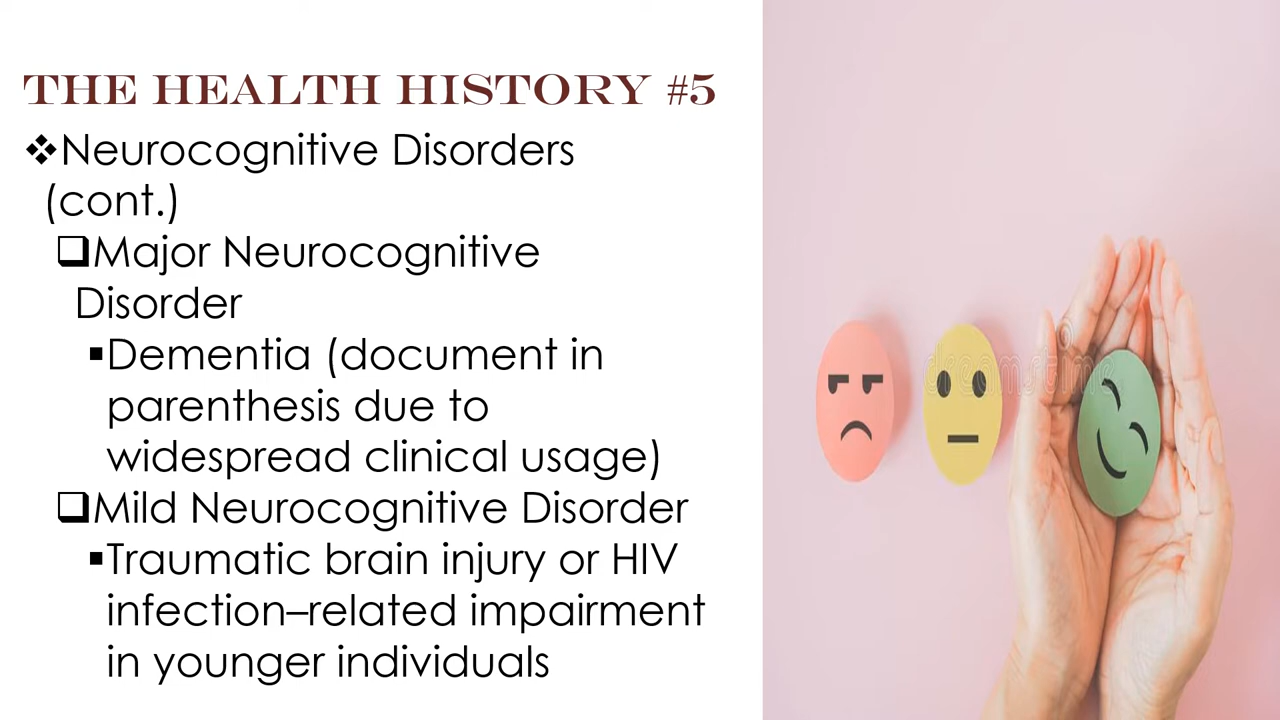 THE HEALTH HISTORY #5
❖Neurocognitive Disorders
(cont.)
❑Major Neurocognitive
Disorder
▪Dementia (document in
parenthesis due to
widespread clinical usage)
❑Mild Neurocognitive Disorder
▪Traumatic brain injury or HIV
infection–related impairment
in younger individuals
dreamstime